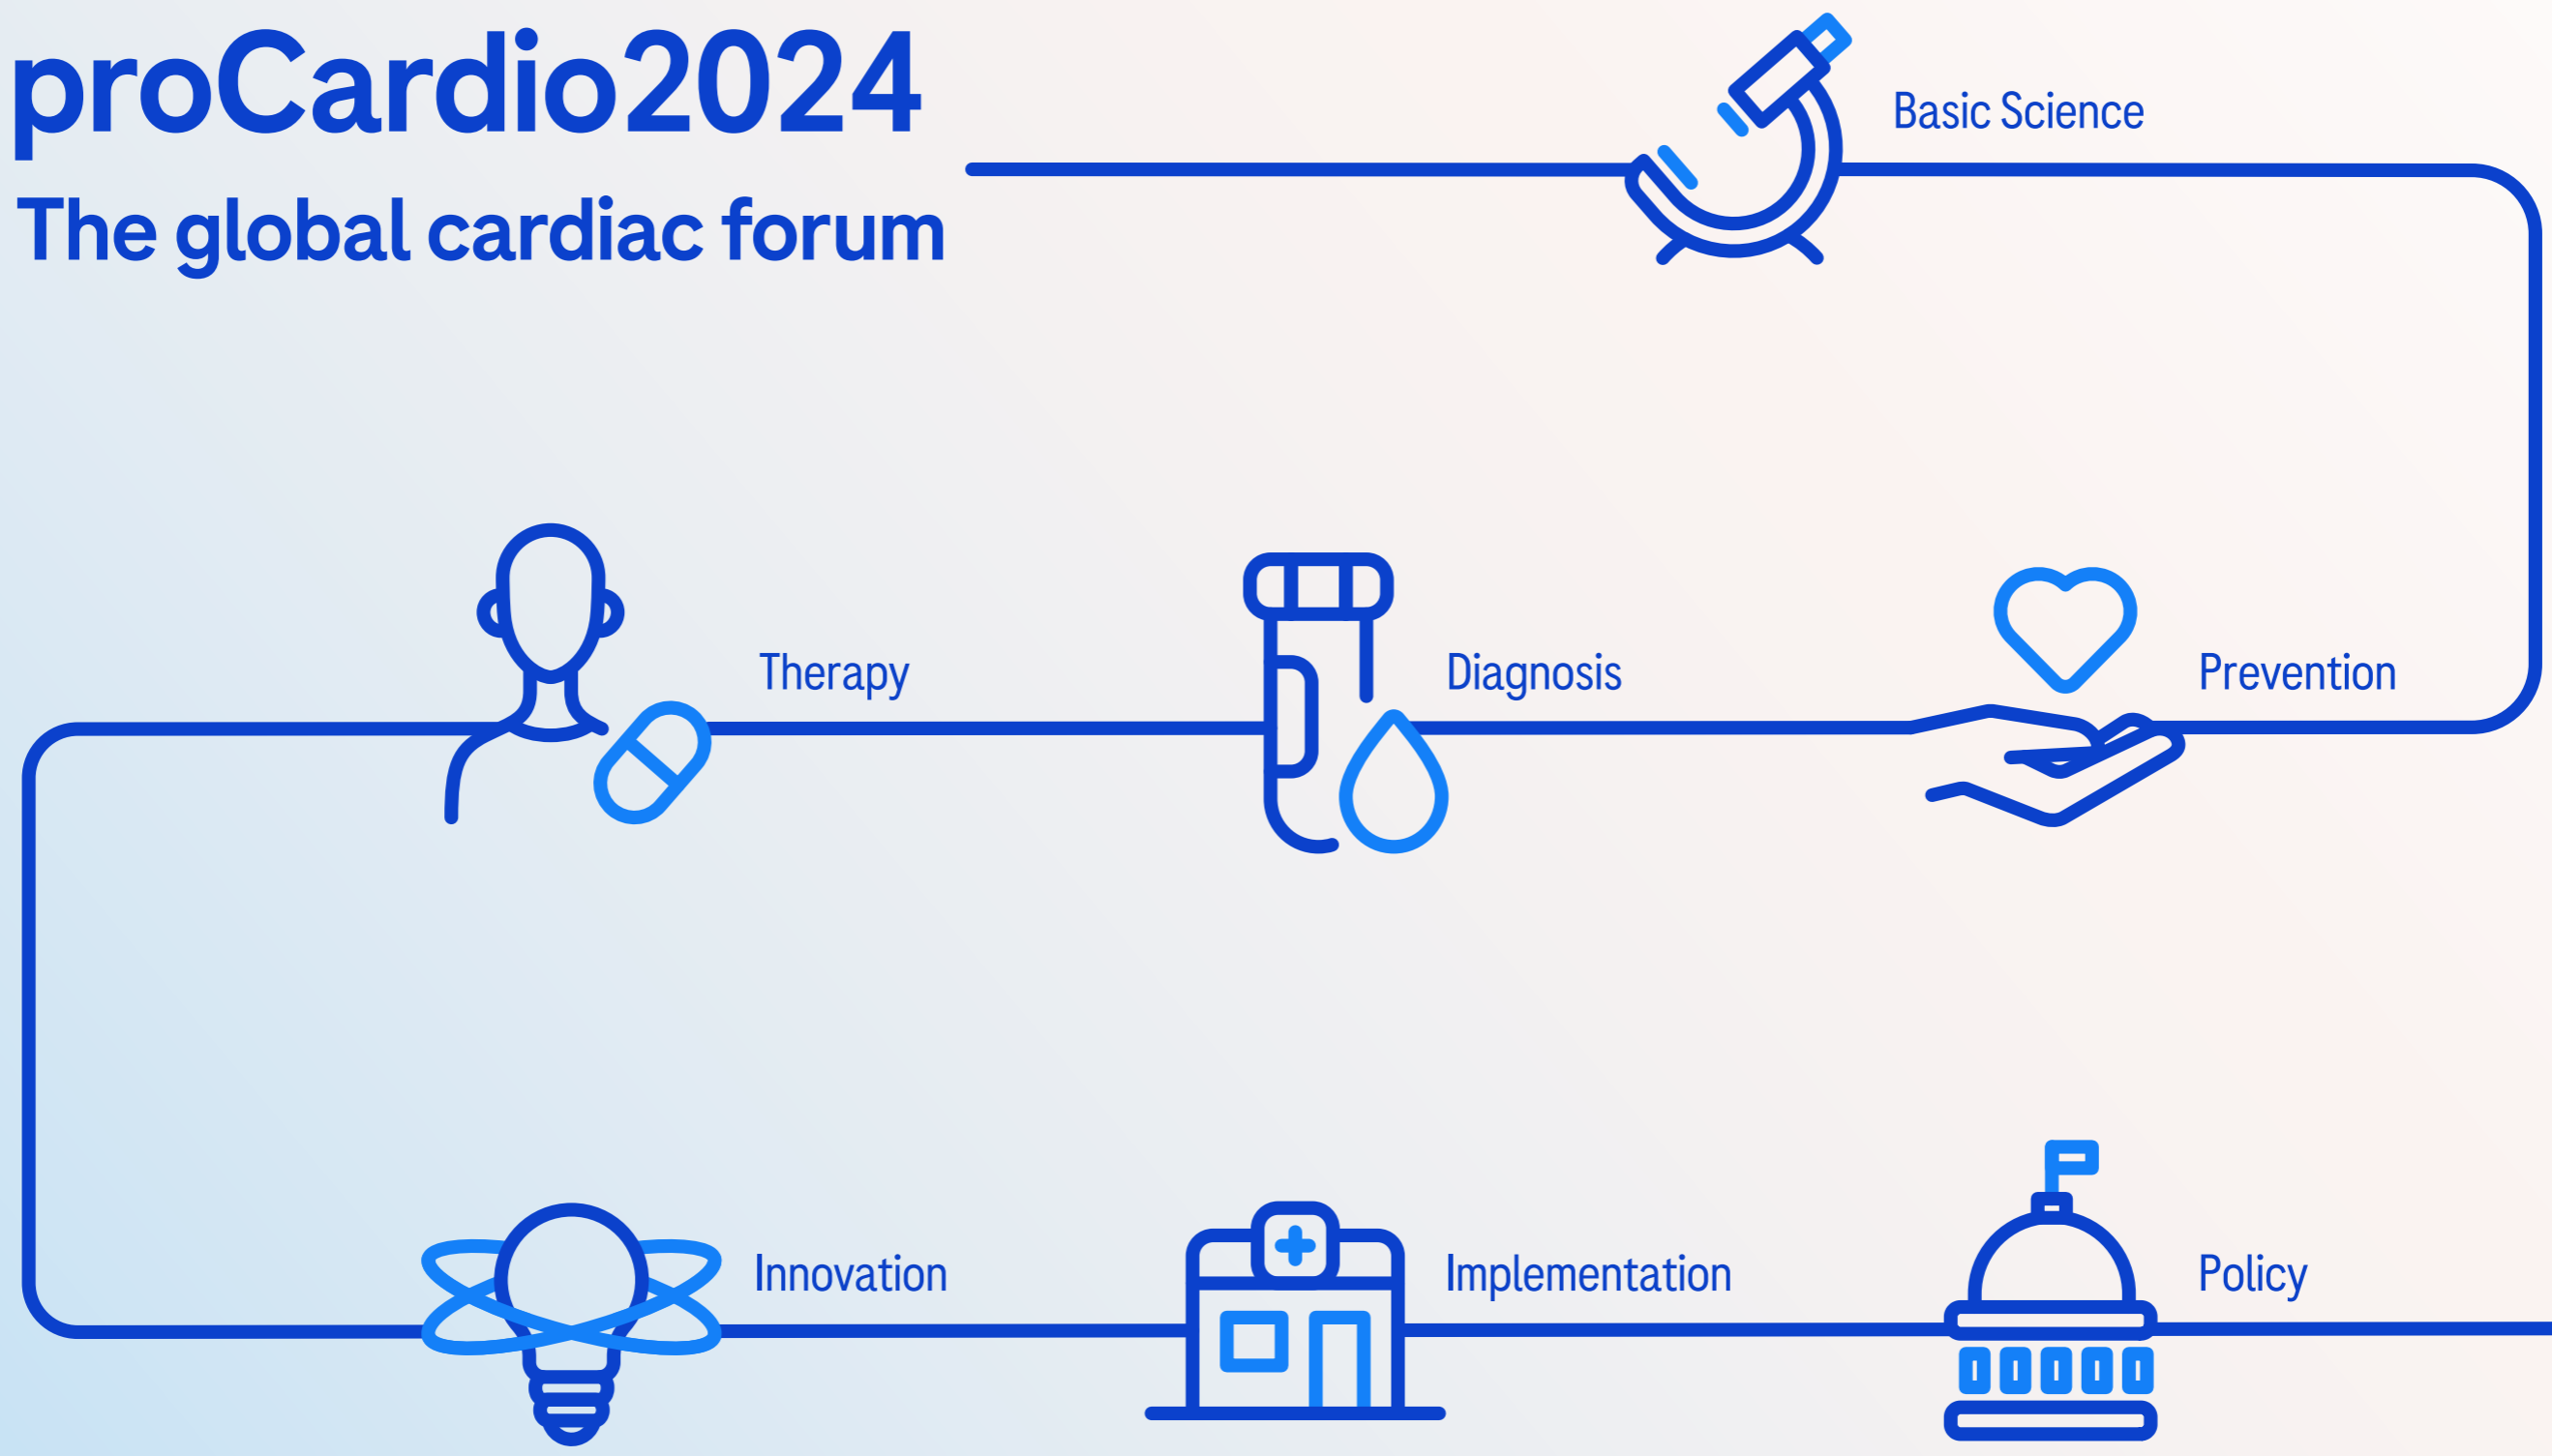 proCardio2024
The global cardiac forum
Basic Science
Therapy
Diagnosis
Prevention
Innovation
Implementation
Policy